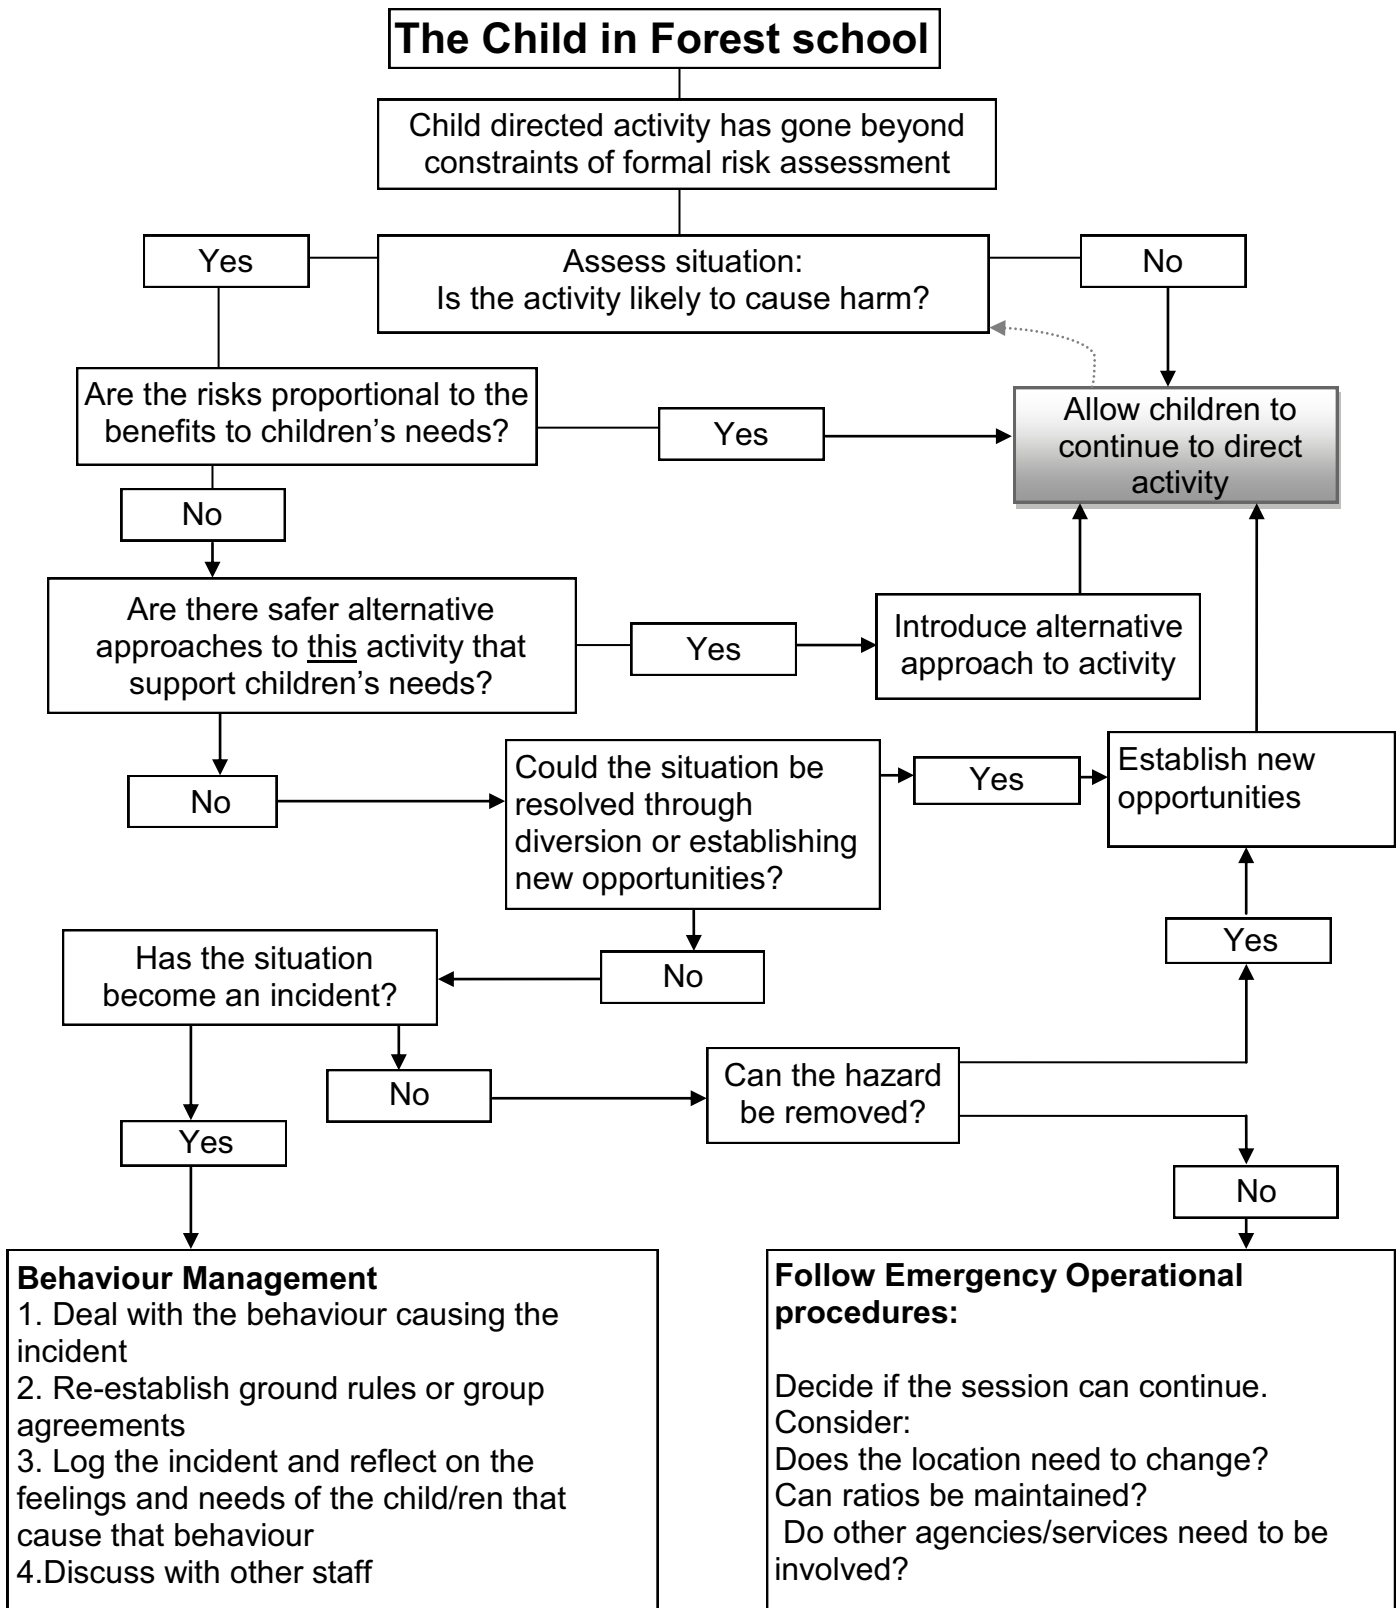 The Child in Forest school
Child directed activity has gone beyond
constraints of formal risk assessment
Yes
Assess situation:
Is the activity likely to cause harm?
No
Are the risks proportional to the
benefits to children's needs?
Yes
Allow children to
continue to direct
activity
No
Are there safer alternative
approaches to this activity that
support children's needs?
Yes
Introduce alternative
approach to activity
No
Could the situation be
resolved through
diversion or establishing
new opportunities?
Yes
Establish new
opportunities
Has the situation
become an incident?
No
Yes
No
Can the hazard
be removed?
Yes
No
Behaviour Management
1. Deal with the behaviour causing the
incident
2. Re-establish ground rules or group
agreements
3. Log the incident and reflect on the
feelings and needs of the child/ren that
cause that behaviour
4.Discuss with other staff
Follow Emergency Operational
procedures:
Decide if the session can continue.
Consider:
Does the location need to change?
Can ratios be maintained?
Do other agencies/services need to be
involved?